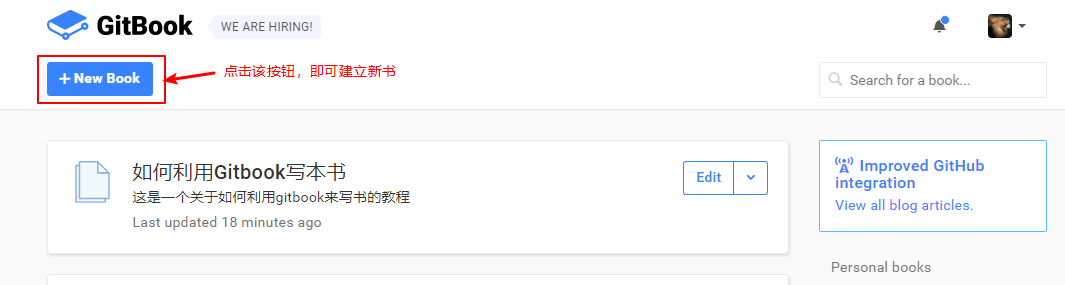 GitBook WE ARE HIRING!
+ New Book 点击该按钮，即可建立新书 Search for a book...
如何利用Gitbook写本书
这是一个关于如何利用gitbook来写书的教程
Last updated 18 minutes ago
Edit
Improved GitHub
integration
View all blog articles.
Personal books